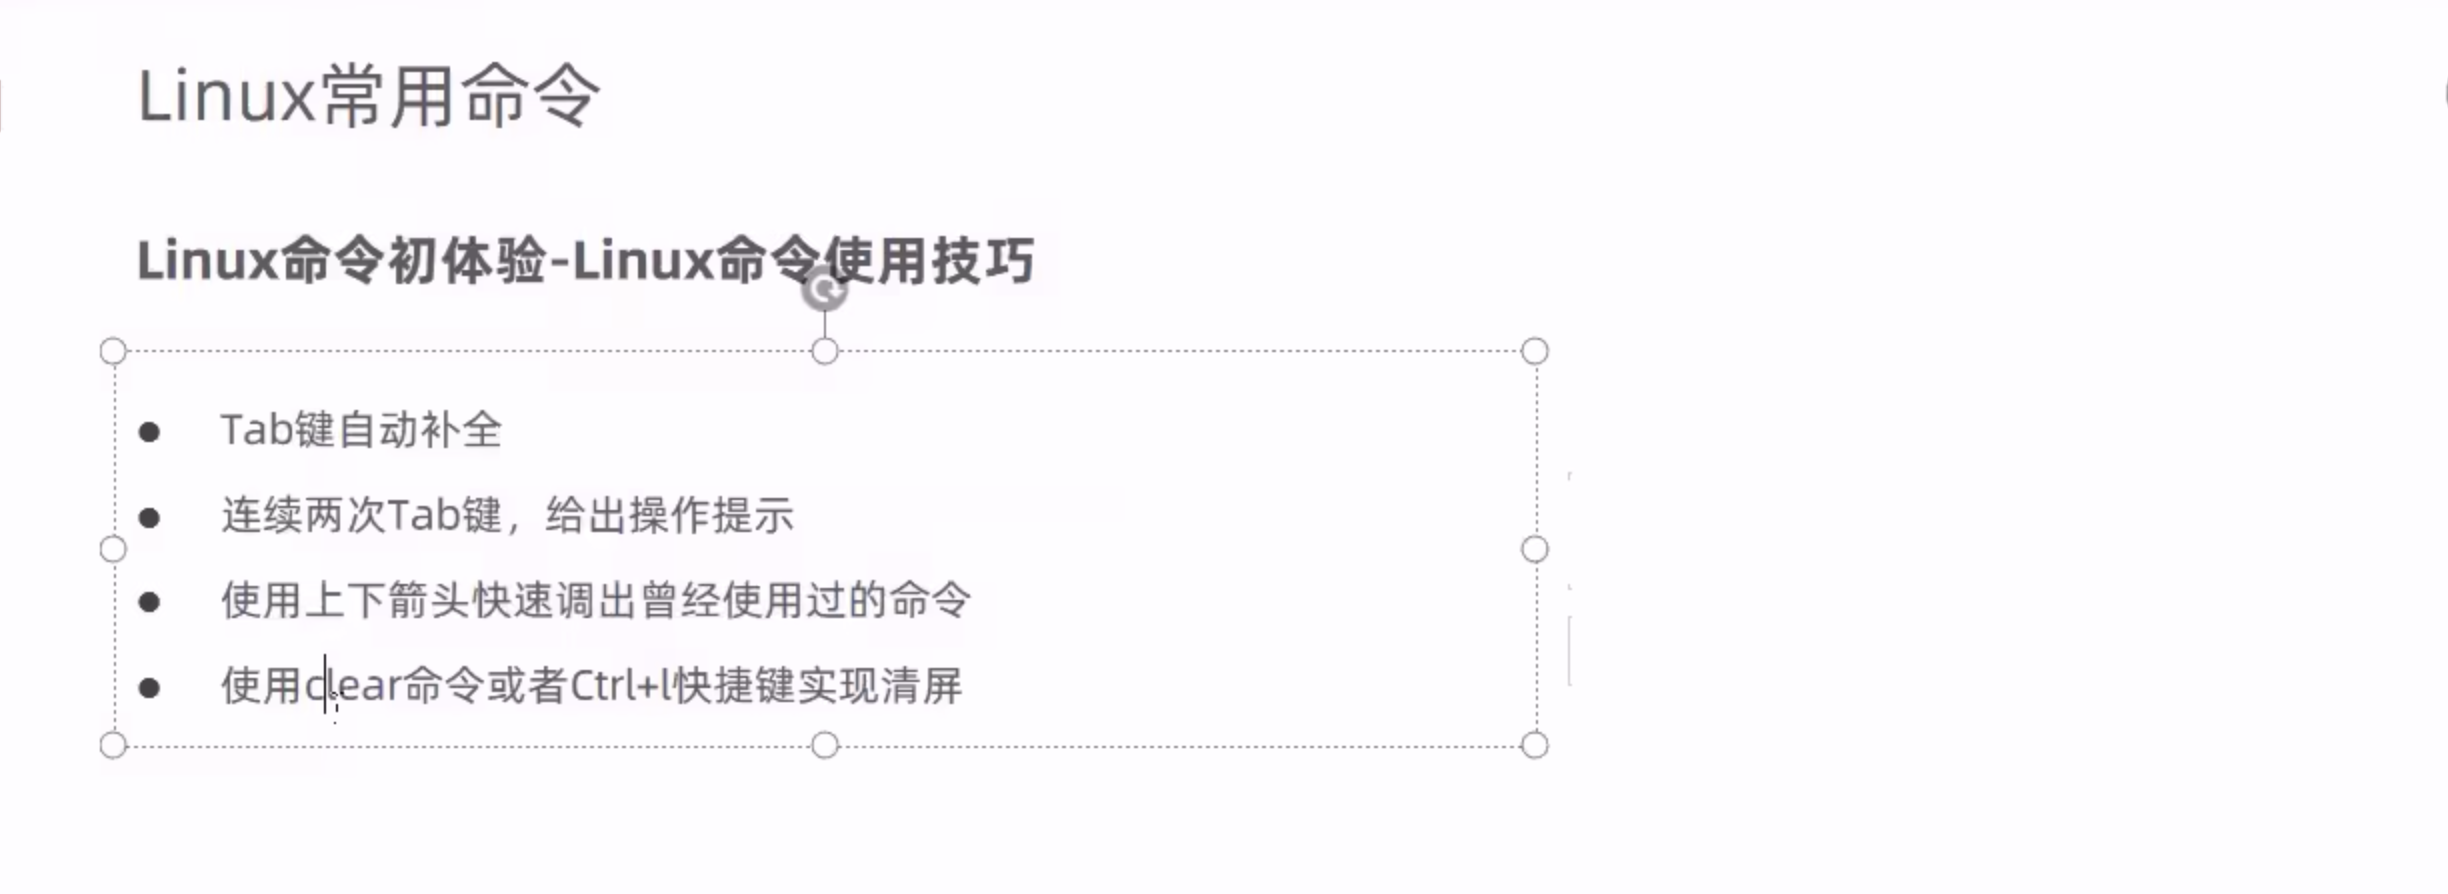 Linux常用命令
Linux命令初体验-Linux命令使用技巧
● Tab键自动补全
● 连续两次Tab键，给出操作提示
● 使用上下箭头快速调出曾经使用过的命令
● 使用clear命令或者Ctrl+l快捷键实现清屏